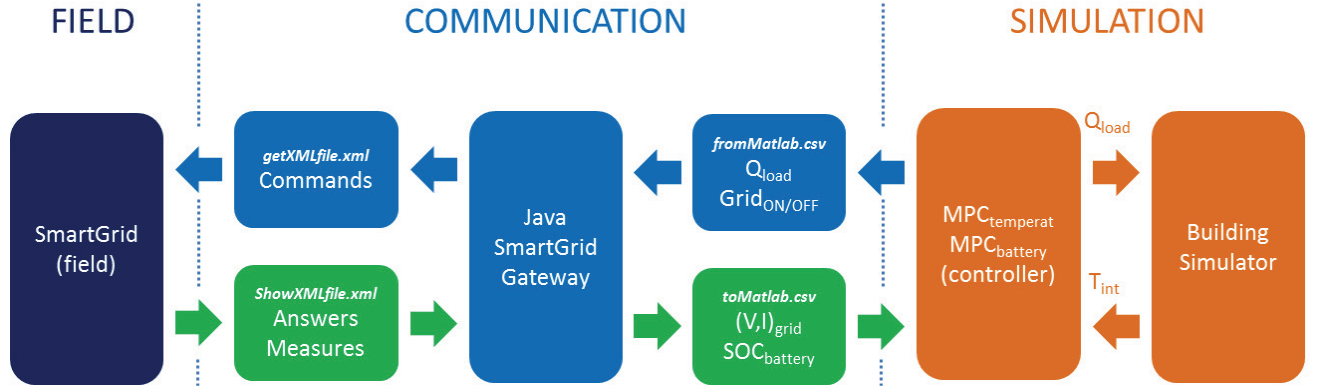 FIELD
COMMUNICATION
SIMULATION
SmartGrid
(field)
getXMLfile.xml
Commands
ShowXMLfile.xml
Answers
Measures
Java
SmartGrid
Gateway
fromMatlab.csv
Qload
GridON/OFF
toMatlab.csv
(V,I)grid
SOCbattery
MPCtemperat
MPCbattery
(controller)
Qload
Tint
Building
Simulator